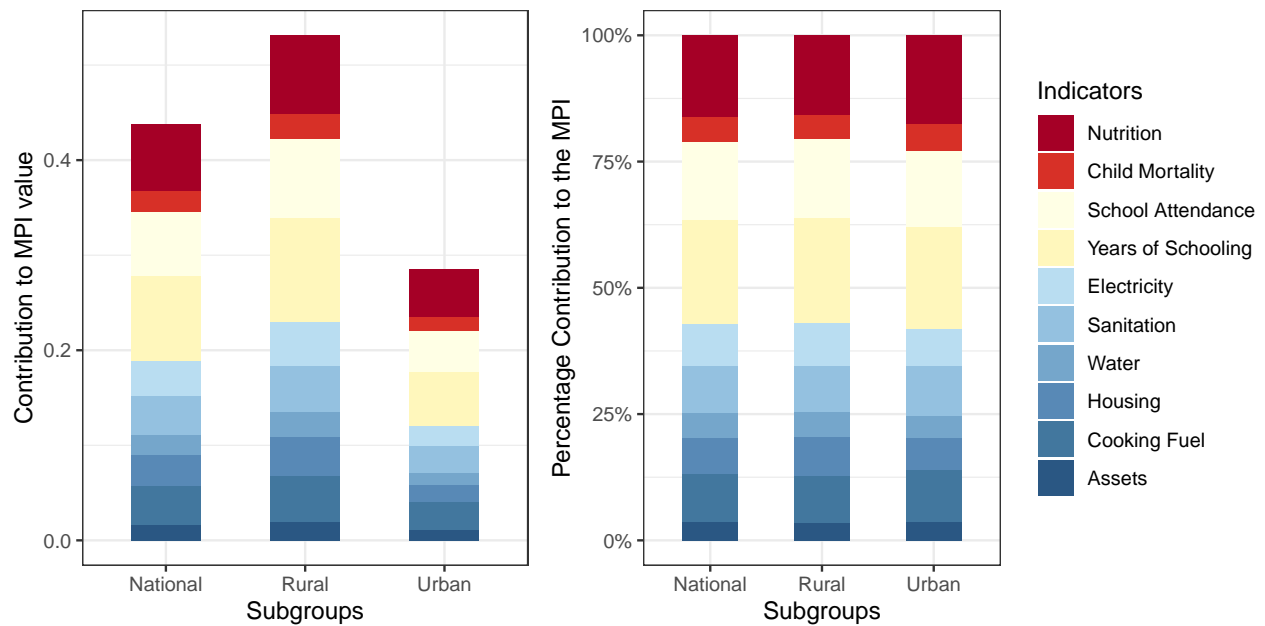 Contribution to MPI value
0.4
0.2
0.0
National
Rural
Urban
Subgroups
Percentage Contribution to the MPI
100%
75%
50%
25%
0%
National
Rural
Urban
Subgroups
Indicators
Nutrition
Child Mortality
School Attendance
Years of Schooling
Electricity
Sanitation
Water
Housing
Cooking Fuel
Assets